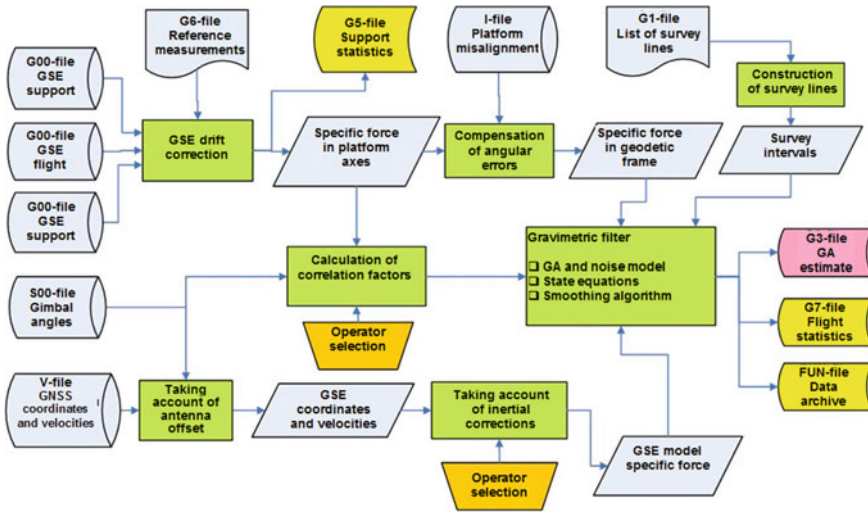 G6-file
Reference
measurements
G5-file
Support
statistics
I-file
Platform
misalignment
G1-file
List of survey
lines
G00-file
GSE
support
Construction
of survey lines
G00-file
GSE
flight
GSE drift
correction
Specific force
in platform
axes
Compensation
of angular
errors
Specific force
in geodetic
frame
Survey
intervals
G00-file
GSE
support
Calculation of
correlation factors
Gravimetric filter
❑ GA and noise model
❑ State equations
❑ Smoothing algorithm
G3-file
GA
estimate
S00-file
Gimbal
angles
Operator
selection
G7-file
Flight
statistics
V-file
GNSS
coordinates
and velocities
Taking
account of
antenna
offset
GSE
coordinates
and velocities
Taking account
of inertial
corrections
FUN-file
Data
archive
GSE model
specific force
Operator
selection